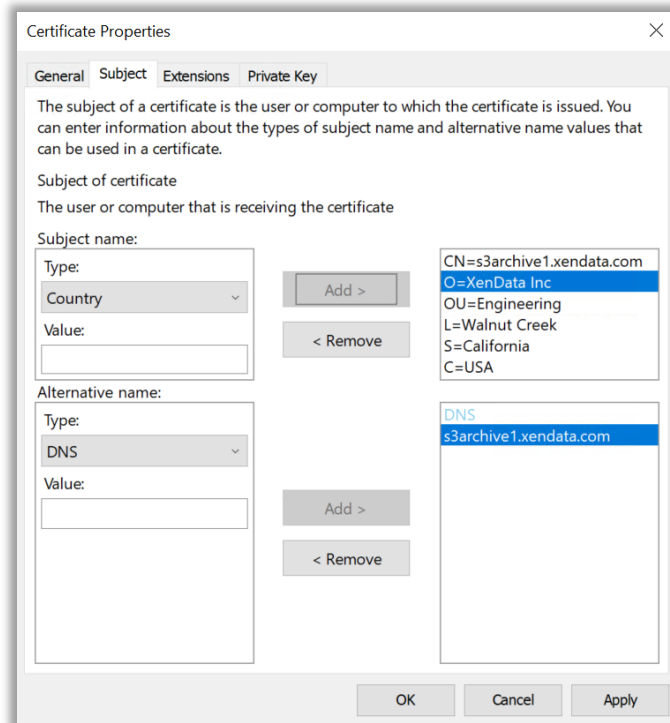 Certificate Properties
General Subject Extensions Private Key
The subject of a certificate is the user or computer to which the certificate is issued. You
can enter information about the types of subject name and alternative name values that
can be used in a certificate.
Subject of certificate
The user or computer that is receiving the certificate
Subject name:
Type:
Country
Value:
Add >
< Remove
CN=s3archive1.xendata.com
O=XenData Inc
OU=Engineering
L=Walnut Creek
S=California
C=USA
Alternative name:
Type:
DNS
Value:
Add >
< Remove
DNS
s3archive1.xendata.com
OK Cancel Apply